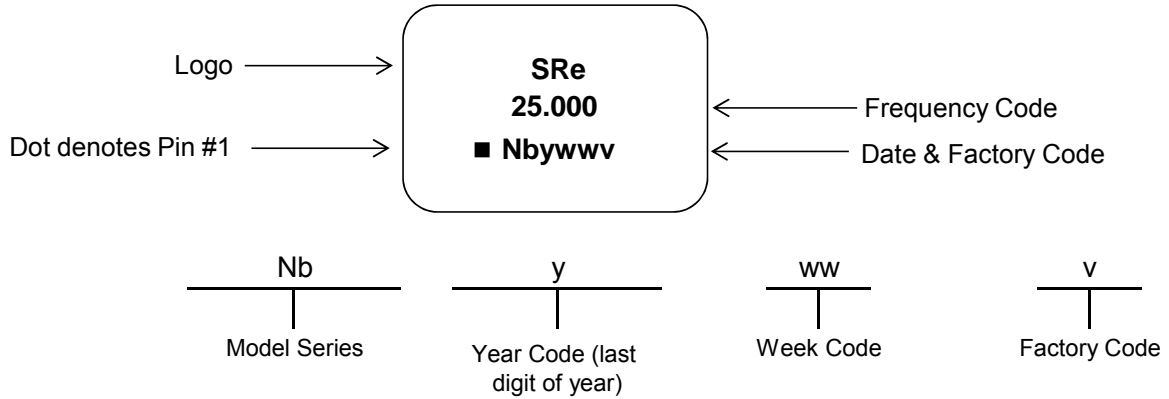 SRe
Logo
25.000
Frequency Code
Dot denotes Pin #1
■ Nbywwv
Date & Factory Code
Nb
y
ww
v
Model Series
Year Code (last
digit of year)
Week Code
Factory Code